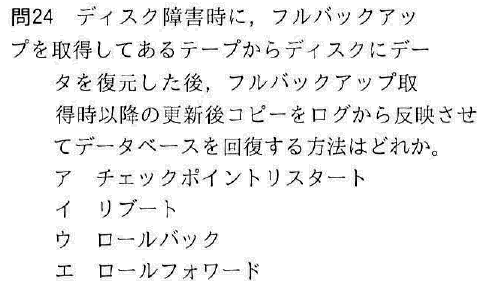 問24　ディスク障害時に，フルバックアッ
プを取得してあるテープからディスクにデー
タを復元した後，フルバックアップ取
得時以降の更新後コピーをログから反映させ
てデータベースを回復する方法はどれか。
ア　チェックポイントリスタート
イ　リブート
ウ　ロールバック
エ　ロールフォワード